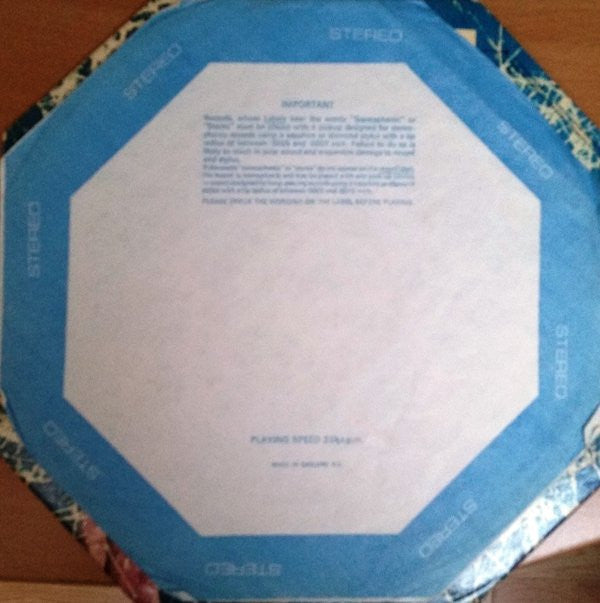 STEREO
STEREO
STEREO
STEREO
STEREO
STEREO
STEREO
STEREO
IMPORTANT
Records, whose Labels bear the words "Stereophonic" or
"Stereo" must be played with a pickup designed for stereo-
phonic records using a sapphire or diamond stylus with a tip
radius of between ·0005 and ·0007 inch. Failure to do so is
likely to result in poor sound and expensive damage to record
and stylus.
PLEASE CHECK THE WORDING ON THE LABEL BEFORE PLAYING.
PLAYING SPEED 33⅓ r.p.m.
MADE IN ENGLAND